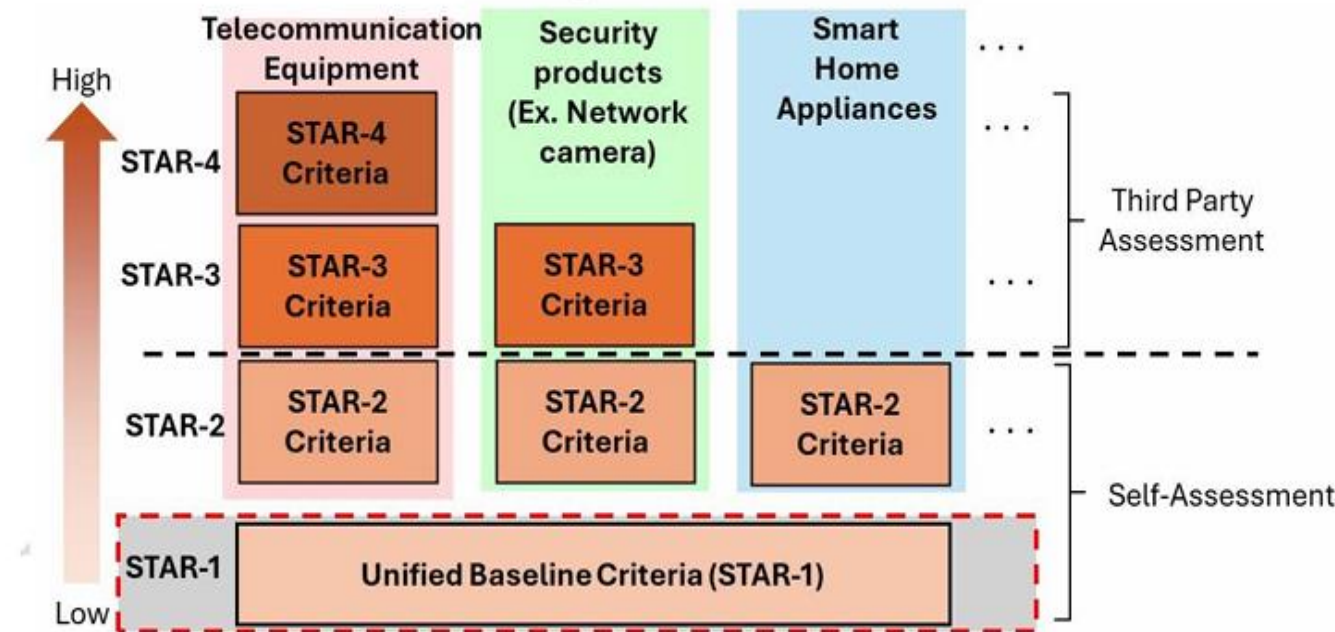 Telecommunication
Equipment
Security
products
(Ex. Network
camera)
Smart
Home
Appliances
. . .
High
STAR-4
STAR-4
Criteria
. . .
STAR-3
STAR-3
Criteria
STAR-3
Criteria
. . .
Third Party
Assessment
STAR-2
STAR-2
Criteria
STAR-2
Criteria
STAR-2
Criteria
. . .
Self-Assessment
STAR-1
Unified Baseline Criteria (STAR-1)
Low